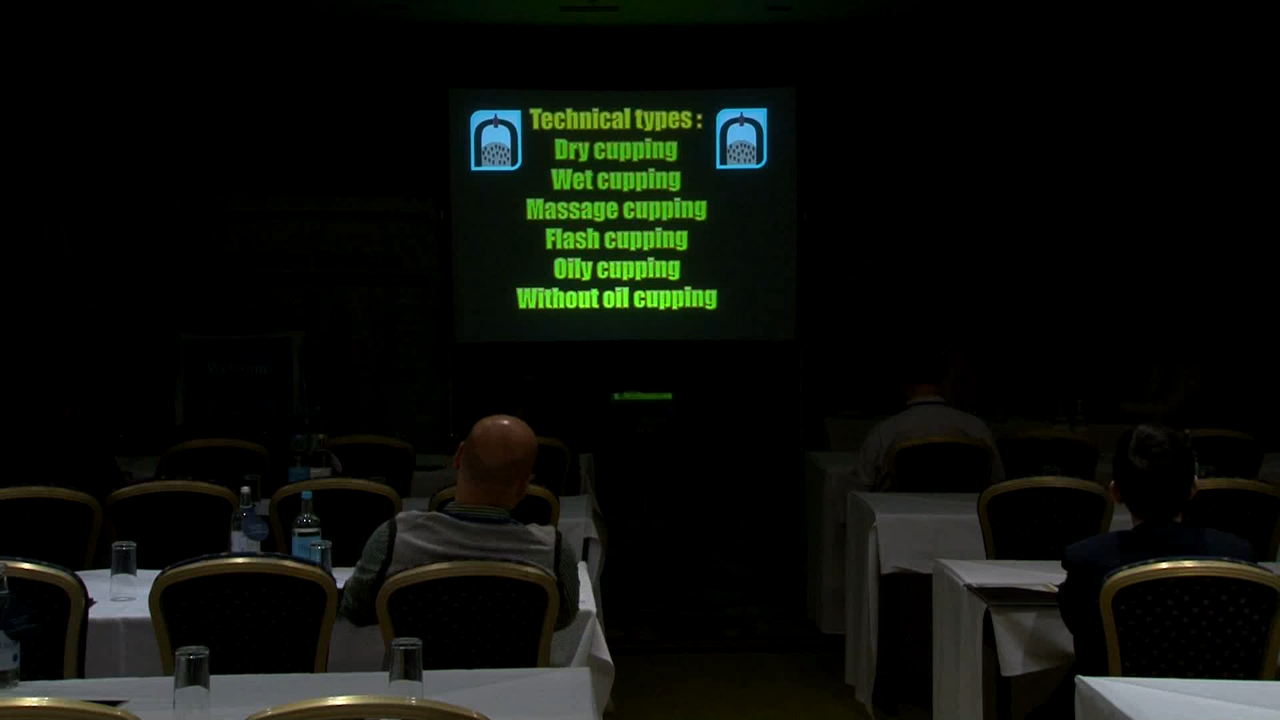 Technical types :
Dry cupping
Wet cupping
Massage cupping
Flash cupping
Oily cupping
Without oil cupping